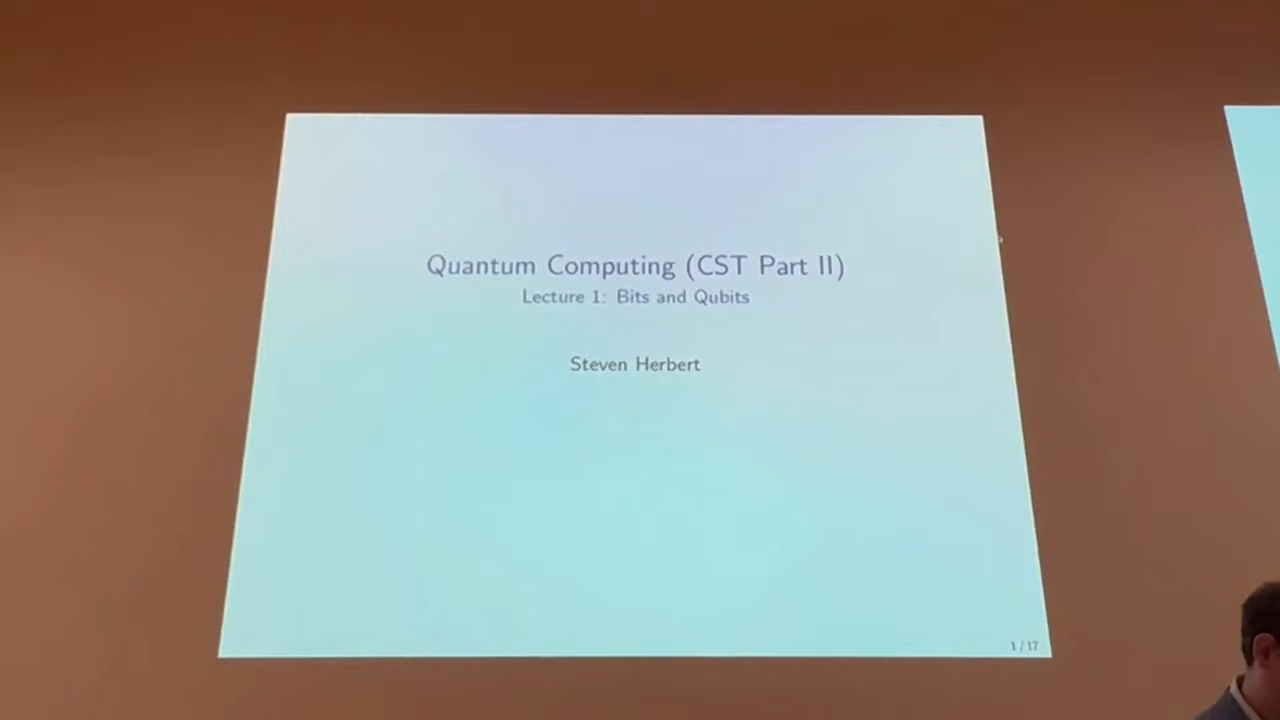 Quantum Computing (CST Part II)
Lecture 1: Bits and Qubits
Steven Herbert
1 / 17